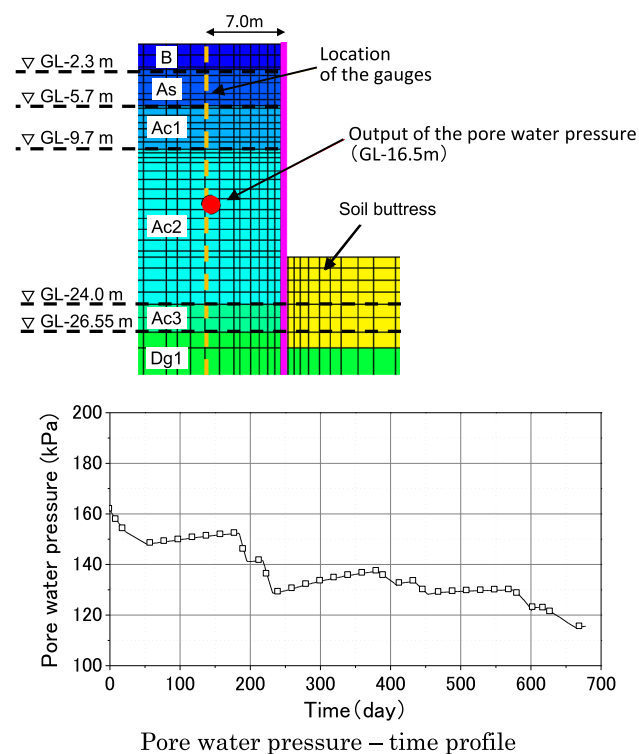 7.0m
B
▽ GL-2.3 m
Location
of the gauges
As
▽ GL-5.7 m
Ac1
▽ GL-9.7 m
Output of the pore water pressure
（GL-16.5m）
Soil buttress
Ac2
▽ GL-24.0 m
Ac3
▽ GL-26.55 m
Dg1
200
180
160
140
120
100
Pore water pressure (kPa)
0 100 200 300 400 500 600 700
Time（day）
Pore water pressure – time profile